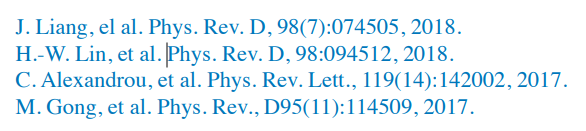 J. Liang, el al. Phys. Rev. D, 98(7):074505, 2018.
H.-W. Lin, et al. Phys. Rev. D, 98:094512, 2018.
C. Alexandrou, et al. Phys. Rev. Lett., 119(14):142002, 2017.
M. Gong, et al. Phys. Rev., D95(11):114509, 2017.